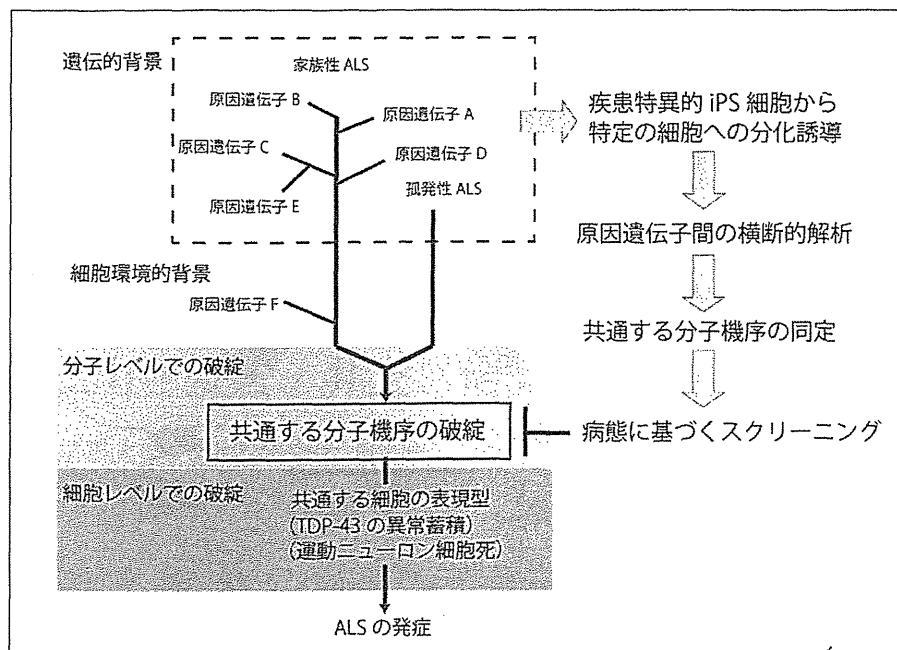 遺伝的背景
家族性 ALS
原因遺伝子 B
原因遺伝子 A
原因遺伝子 C
原因遺伝子 D
原因遺伝子 E
孤発性 ALS
細胞環境的背景
原因遺伝子 F
分子レベルでの破綻
共通する分子機序の破綻
細胞レベルでの破綻
共通する細胞の表現型
(TDP-43 の異常蓄積)
(運動ニューロン細胞死)
ALS の発症
疾患特異的 iPS 細胞から
特定の細胞への分化誘導
原因遺伝子間の横断的解析
共通する分子機序の同定
病態に基づくスクリーニング